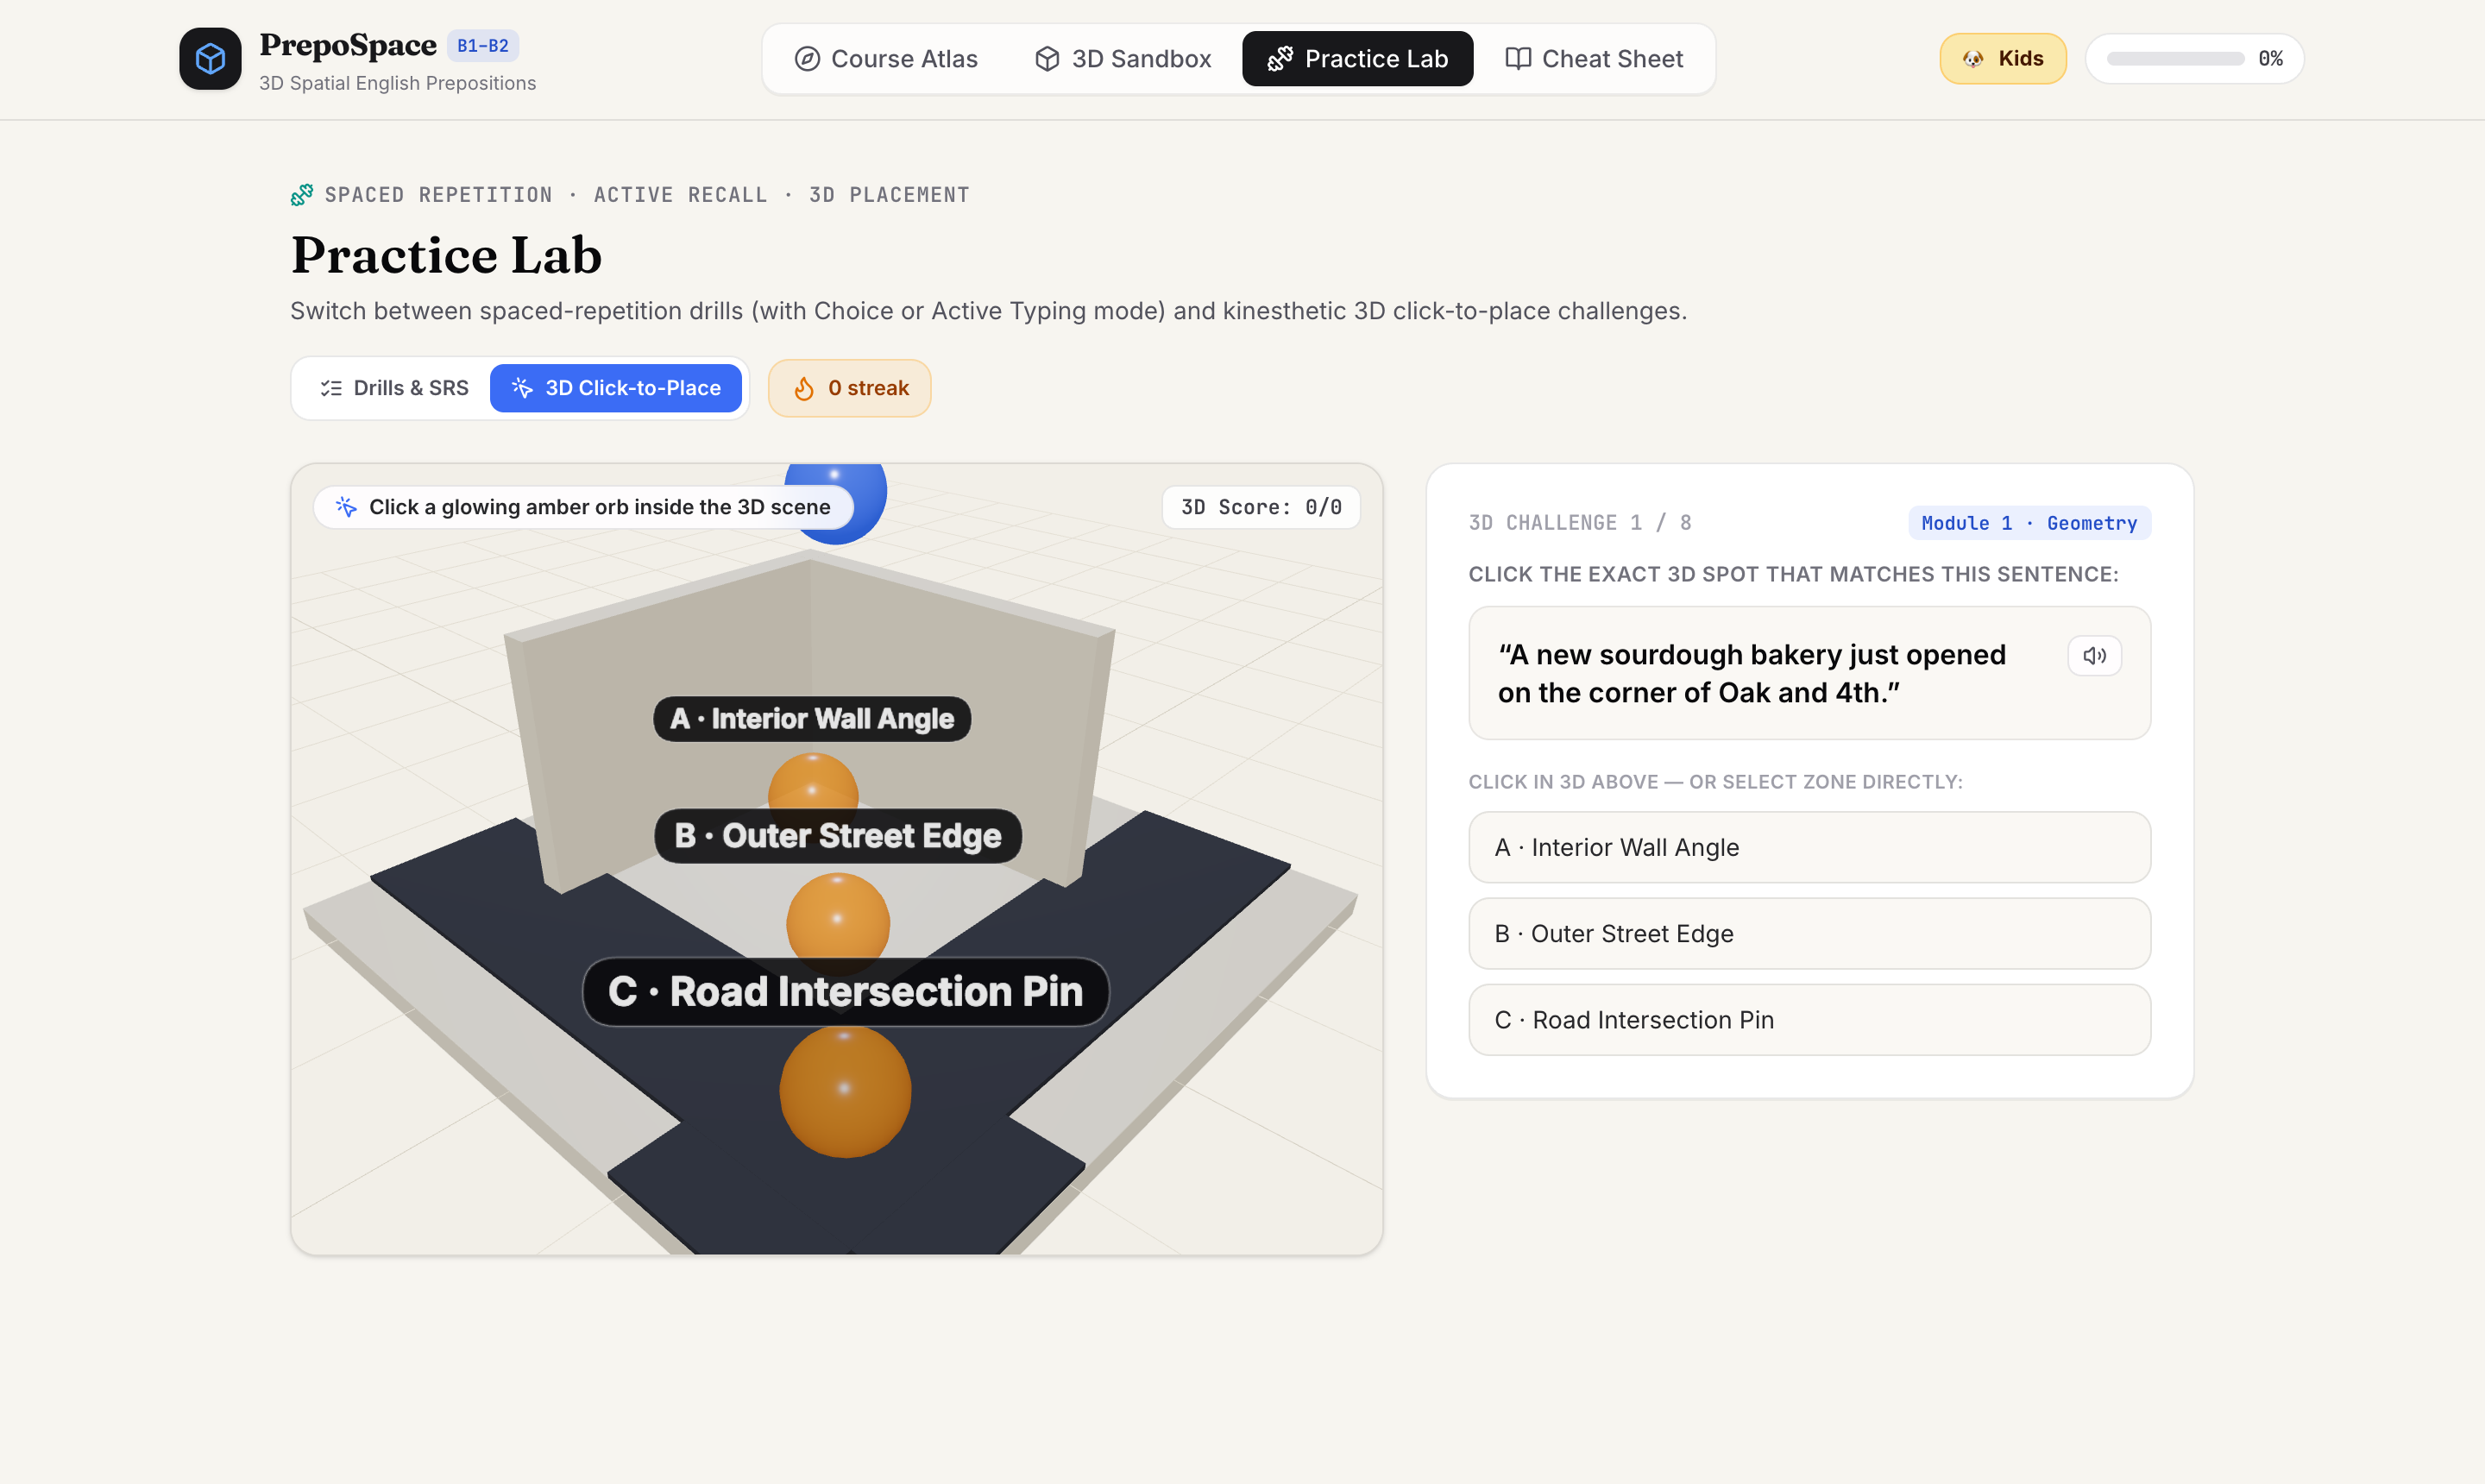 PrepoSpace B1–B2
3D Spatial English Prepositions
Course Atlas
3D Sandbox
Practice Lab
Cheat Sheet
Kids
0%
SPACED REPETITION · ACTIVE RECALL · 3D PLACEMENT
Practice Lab
Switch between spaced-repetition drills (with Choice or Active Typing mode) and kinesthetic 3D click-to-place challenges.
Drills & SRS
3D Click-to-Place
0 streak
Click a glowing amber orb inside the 3D scene
3D Score: 0/0
A · Interior Wall Angle
B · Outer Street Edge
C · Road Intersection Pin
3D CHALLENGE 1 / 8
Module 1 · Geometry
CLICK THE EXACT 3D SPOT THAT MATCHES THIS SENTENCE:
“A new sourdough bakery just opened
on the corner of Oak and 4th.”
CLICK IN 3D ABOVE — OR SELECT ZONE DIRECTLY:
A · Interior Wall Angle
B · Outer Street Edge
C · Road Intersection Pin